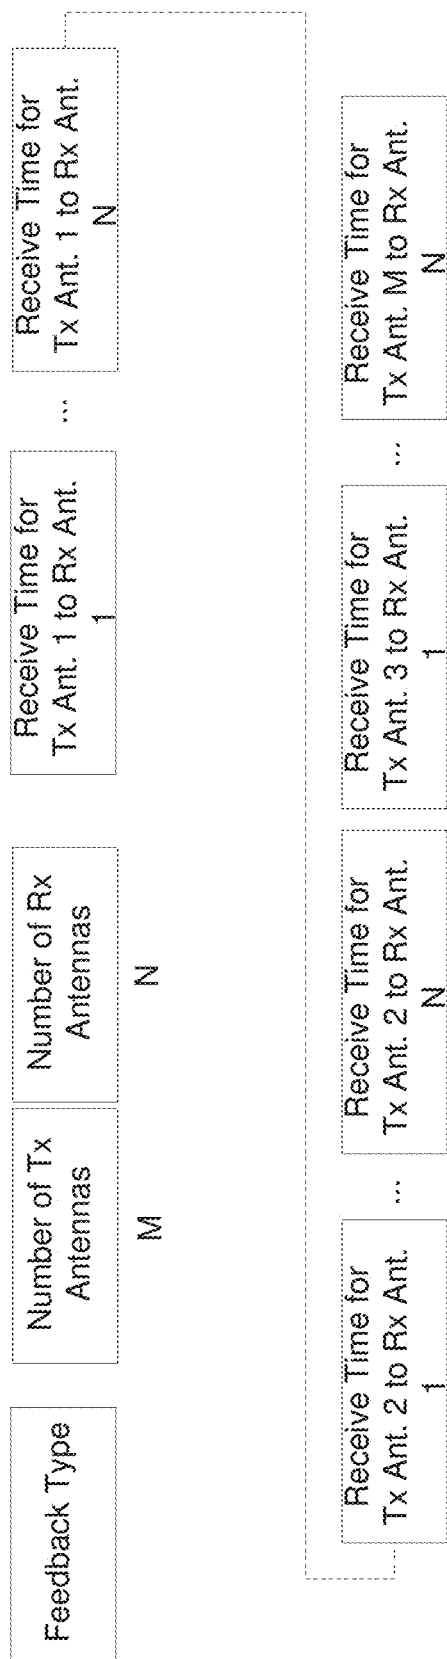 Feedback Type
Number of Tx
Antennas
M
Number of Rx
Antennas
N
Receive Time for
Tx Ant. 1 to Rx Ant.
1
...
Receive Time for
Tx Ant. 1 to Rx Ant.
N
Receive Time for
Tx Ant. 2 to Rx Ant.
1
...
Receive Time for
Tx Ant. 2 to Rx Ant.
N
Receive Time for
Tx Ant. 3 to Rx Ant.
1
...
Receive Time for
Tx Ant. M to Rx Ant.
N